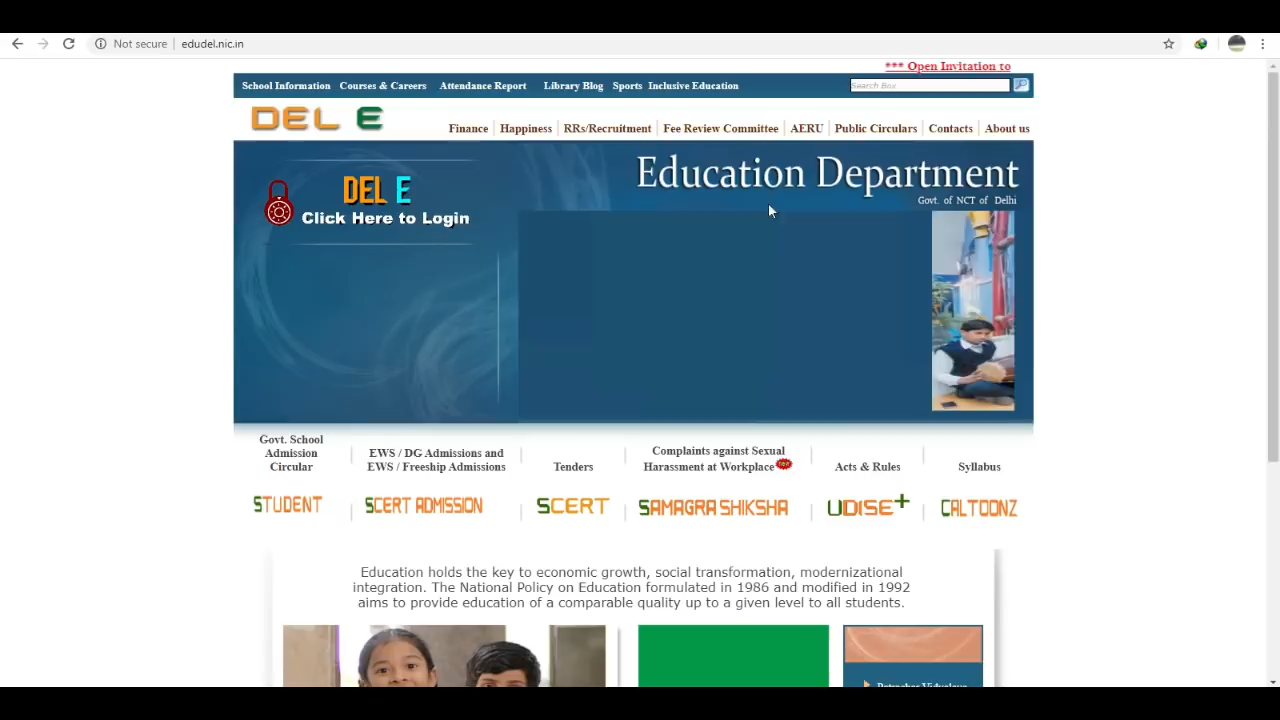 Not secure edudel.nic.in
*** Open Invitation to
School Information Courses & Careers Attendance Report Library Blog Sports Inclusive Education Search Box
DEL E
Finance Happiness RRs/Recruitment Fee Review Committee AERU Public Circulars Contacts About us
Education Department
Govt. of NCT of Delhi
DEL E
Click Here to Login
Govt. School
Admission
Circular
EWS / DG Admissions and
EWS / Freeship Admissions
Tenders
Complaints against Sexual
Harassment at Workplace
Acts & Rules
Syllabus
STUDENT SCERT ADMISSION SCERT SAMAGRA SHIKSHA UDISE+ CALTOONZ
Education holds the key to economic growth, social transformation, modernizational
integration. The National Policy on Education formulated in 1986 and modified in 1992
aims to provide education of a comparable quality up to a given level to all students.